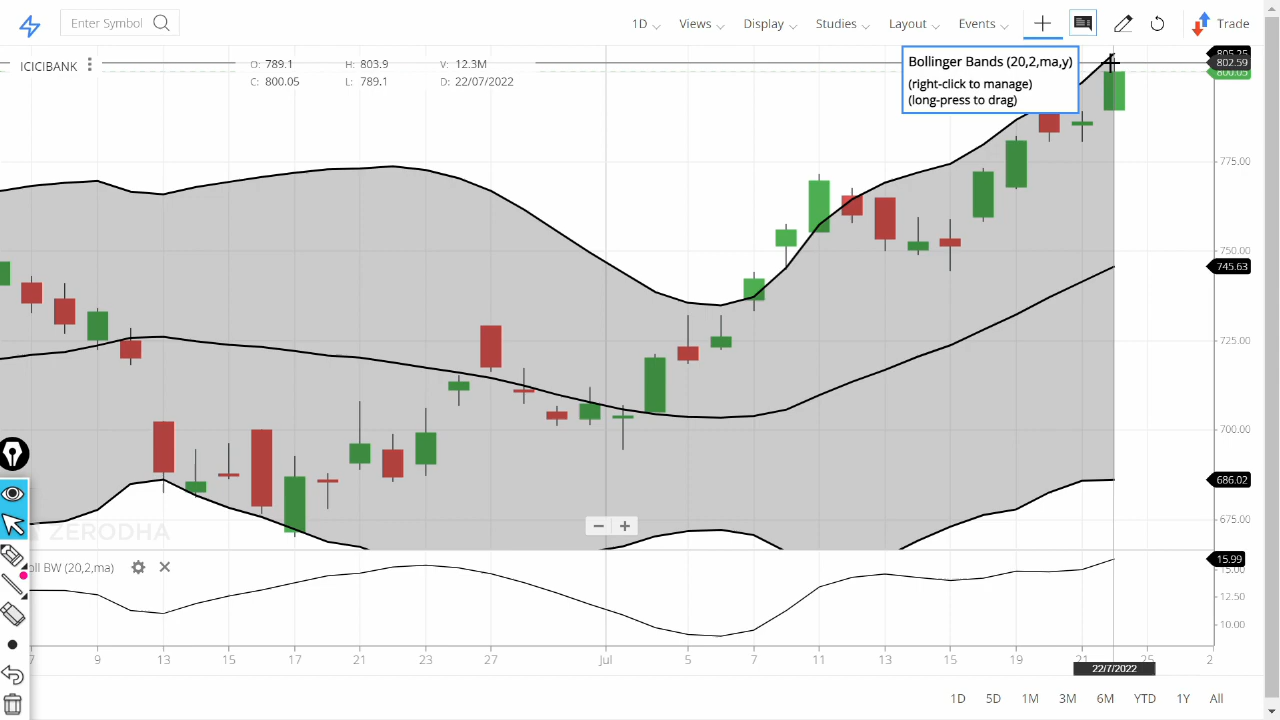 Enter Symbol
1D
Views
Display
Studies
Layout
Events
Trade
ICICIBANK
O: 789.1 H: 803.9 V: 12.3M
C: 800.05 L: 789.1 D: 22/07/2022
Bollinger Bands (20,2,ma,y)
(right-click to manage)
(long-press to drag)
805.25
802.59
800.05
775.00
750.00
745.63
725.00
700.00
686.02
675.00
ZERODHA
oll BW (20,2,ma)
15.99
15.00
12.50
10.00
7 9 13 15 17 21 23 27 Jul 5 7 11 13 15 19 21 25 2
22/7/2022
1D 5D 1M 3M 6M YTD 1Y All